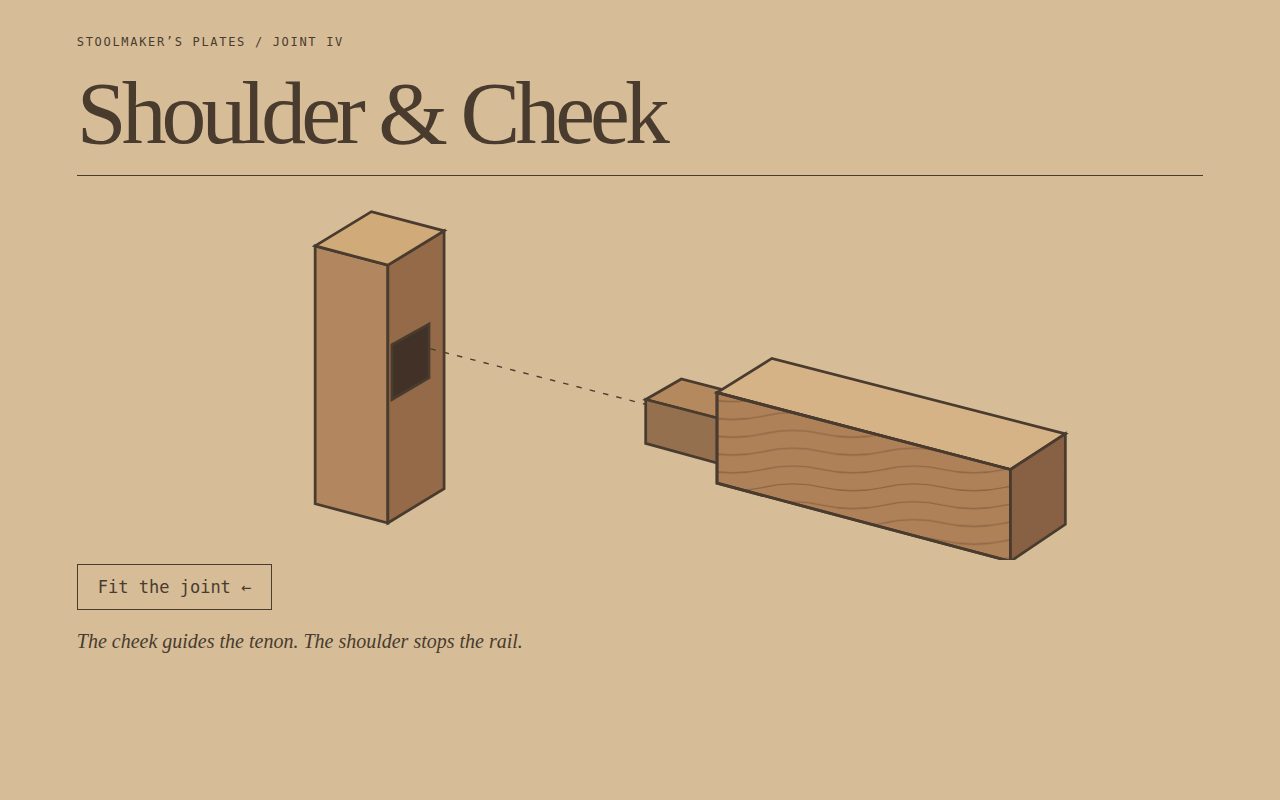 STOOLMAKER’S PLATES / JOINT IV
Shoulder & Cheek
Fit the joint ←
The cheek guides the tenon. The shoulder stops the rail.